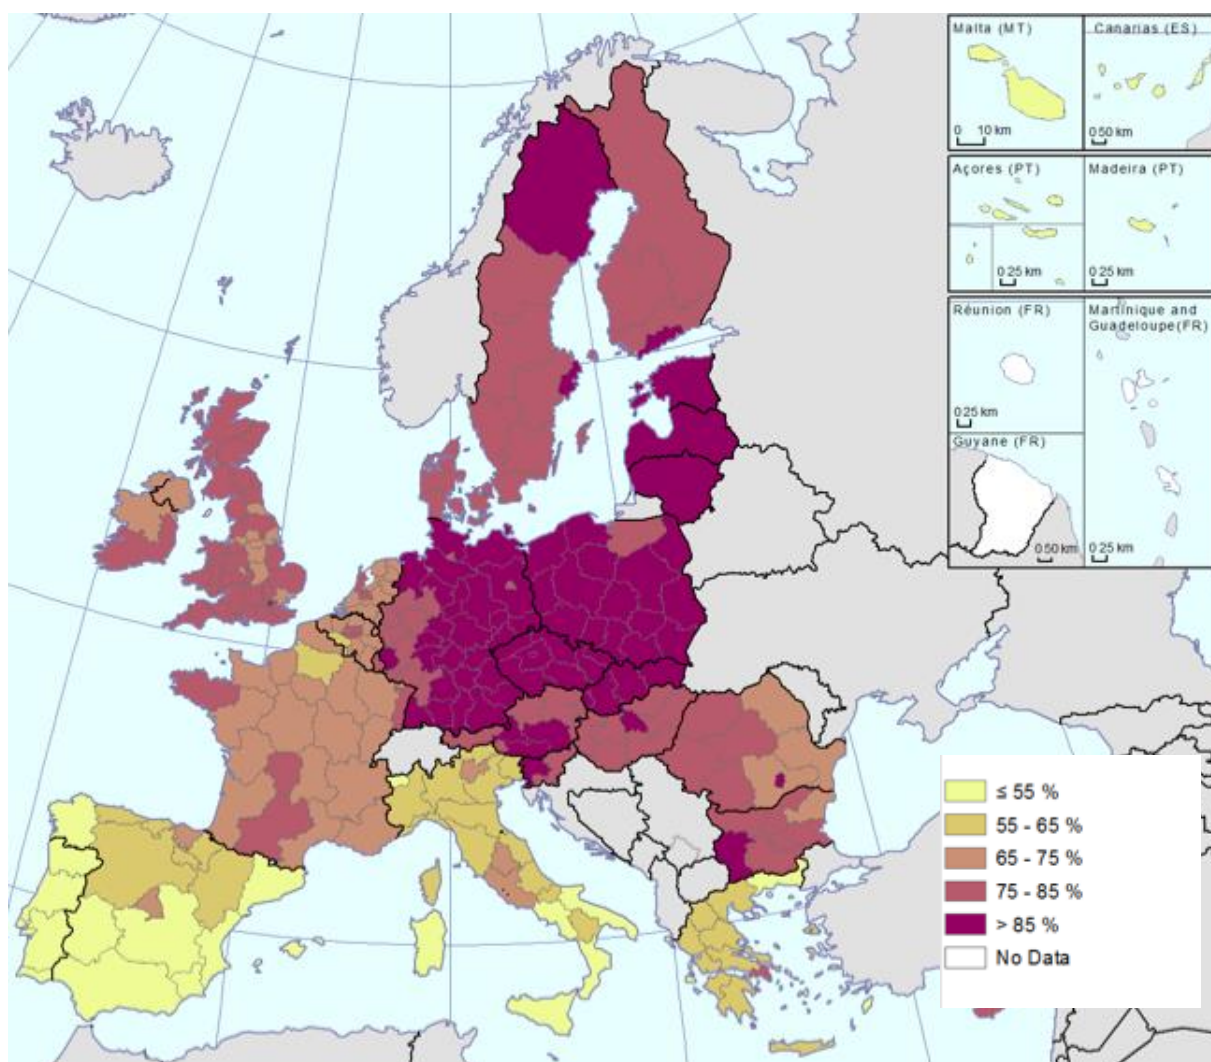 Malta (MT)
Canarias (ES)
0 10 km
0 50 km
Açores (PT)
Madeira (PT)
0 25 km
0 25 km
Réunion (FR)
Martinique and
Guadeloupe(FR)
0 25 km
Guyane (FR)
0 50 km
0 25 km
≤ 55 %
55 - 65 %
65 - 75 %
75 - 85 %
> 85 %
No Data